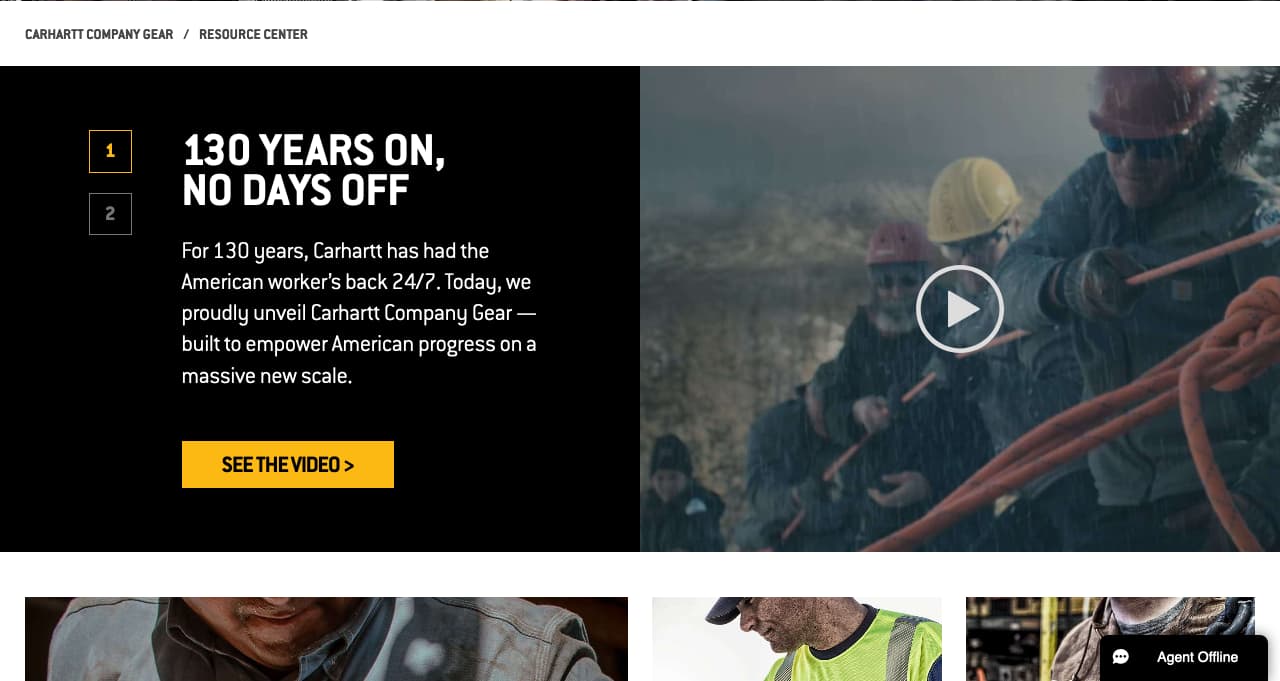 CARHARTT COMPANY GEAR / RESOURCE CENTER
1
2
130 YEARS ON,
NO DAYS OFF
For 130 years, Carhartt has had the
American worker’s back 24/7. Today, we
proudly unveil Carhartt Company Gear —
built to empower American progress on a
massive new scale.
SEE THE VIDEO >
Agent Offline